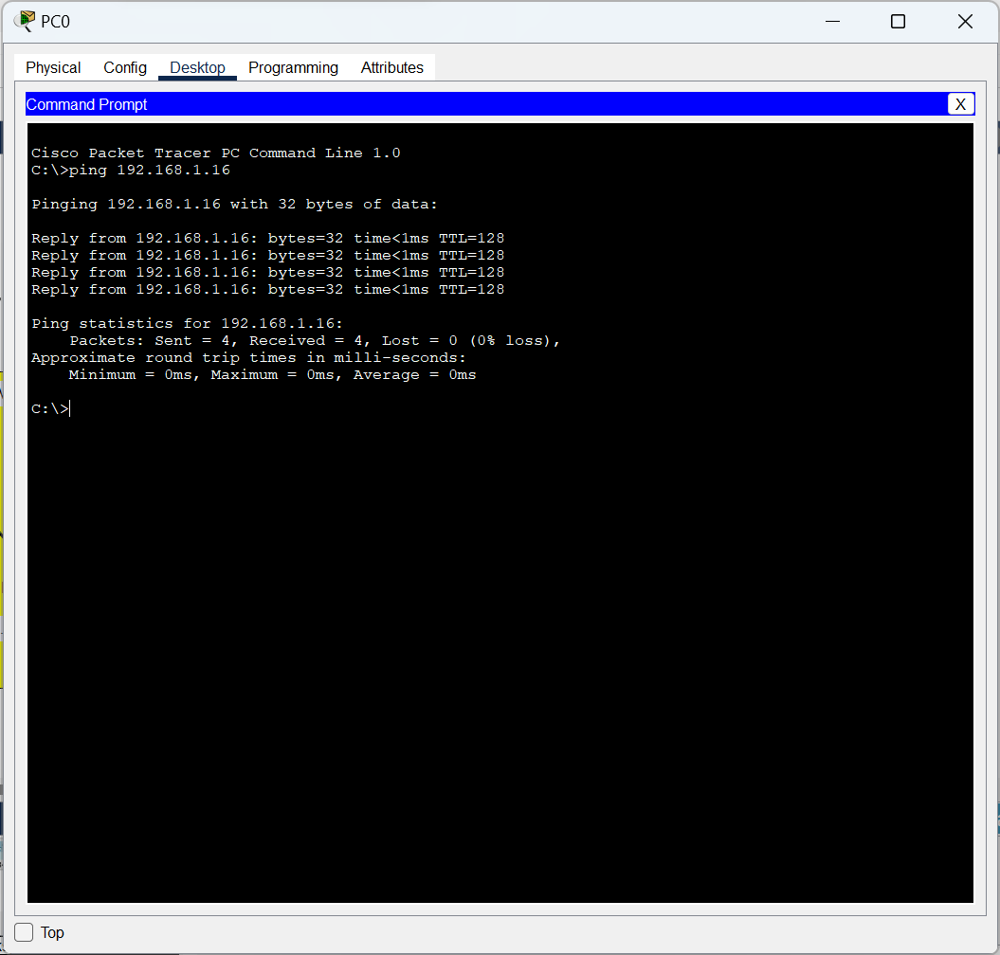 PC0
Physical Config Desktop Programming Attributes
Command Prompt X
Cisco Packet Tracer PC Command Line 1.0
C:\>ping 192.168.1.16
Pinging 192.168.1.16 with 32 bytes of data:
Reply from 192.168.1.16: bytes=32 time<1ms TTL=128
Reply from 192.168.1.16: bytes=32 time<1ms TTL=128
Reply from 192.168.1.16: bytes=32 time<1ms TTL=128
Reply from 192.168.1.16: bytes=32 time<1ms TTL=128
Ping statistics for 192.168.1.16:
    Packets: Sent = 4, Received = 4, Lost = 0 (0% loss),
Approximate round trip times in milli-seconds:
    Minimum = 0ms, Maximum = 0ms, Average = 0ms
C:\>
Top